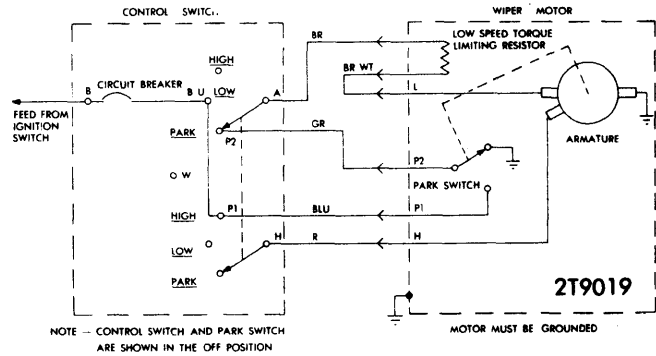 CONTROL SWITCH
WIPER MOTOR
BR
LOW SPEED TORQUE
LIMITING RESISTOR
HIGH
BR WT
CIRCUIT BREAKER
B
B U
LOW
A
L
FEED FROM
IGNITION
SWITCH
PARK
P2
GR
ARMATURE
P2
W
PARK SWITCH
HIGH
P1
BLU
P1
LOW
H
R
H
PARK
2T9019
NOTE - CONTROL SWITCH AND PARK SWITCH
ARE SHOWN IN THE OFF POSITION
MOTOR MUST BE GROUNDED